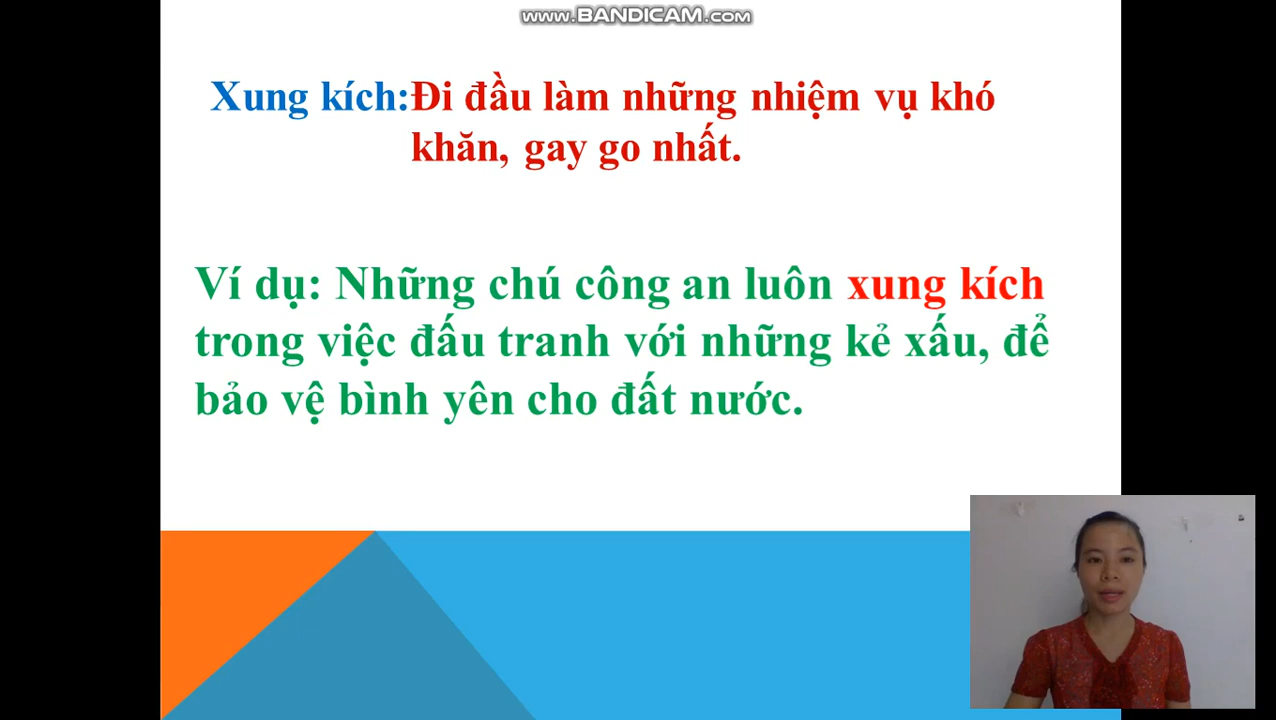 www.BANDICAM.com
Xung kích:Đi đầu làm những nhiệm vụ khó
khăn, gay go nhất.
Ví dụ: Những chú công an luôn xung kích
trong việc đấu tranh với những kẻ xấu, để
bảo vệ bình yên cho đất nước.